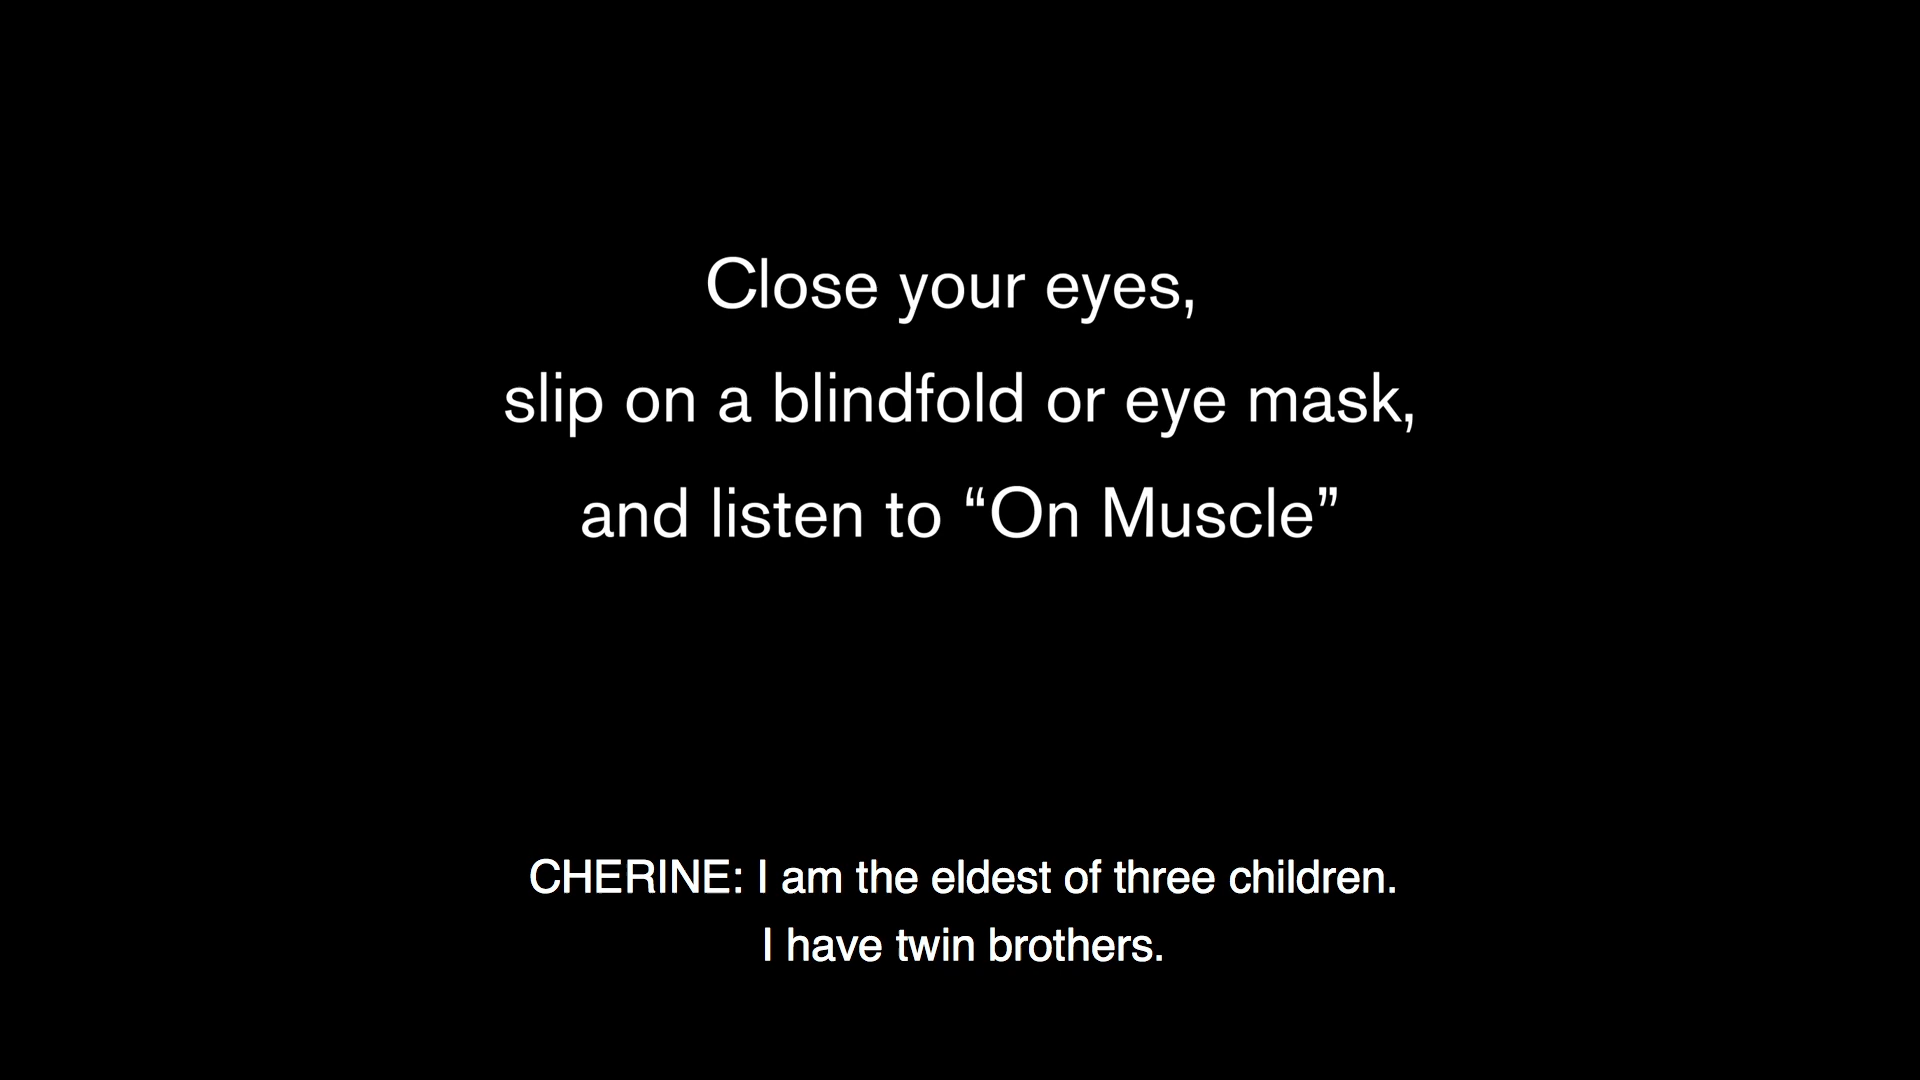 Close your eyes,
slip on a blindfold or eye mask,
and listen to “On Muscle”
CHERINE: I am the eldest of three children.
I have twin brothers.